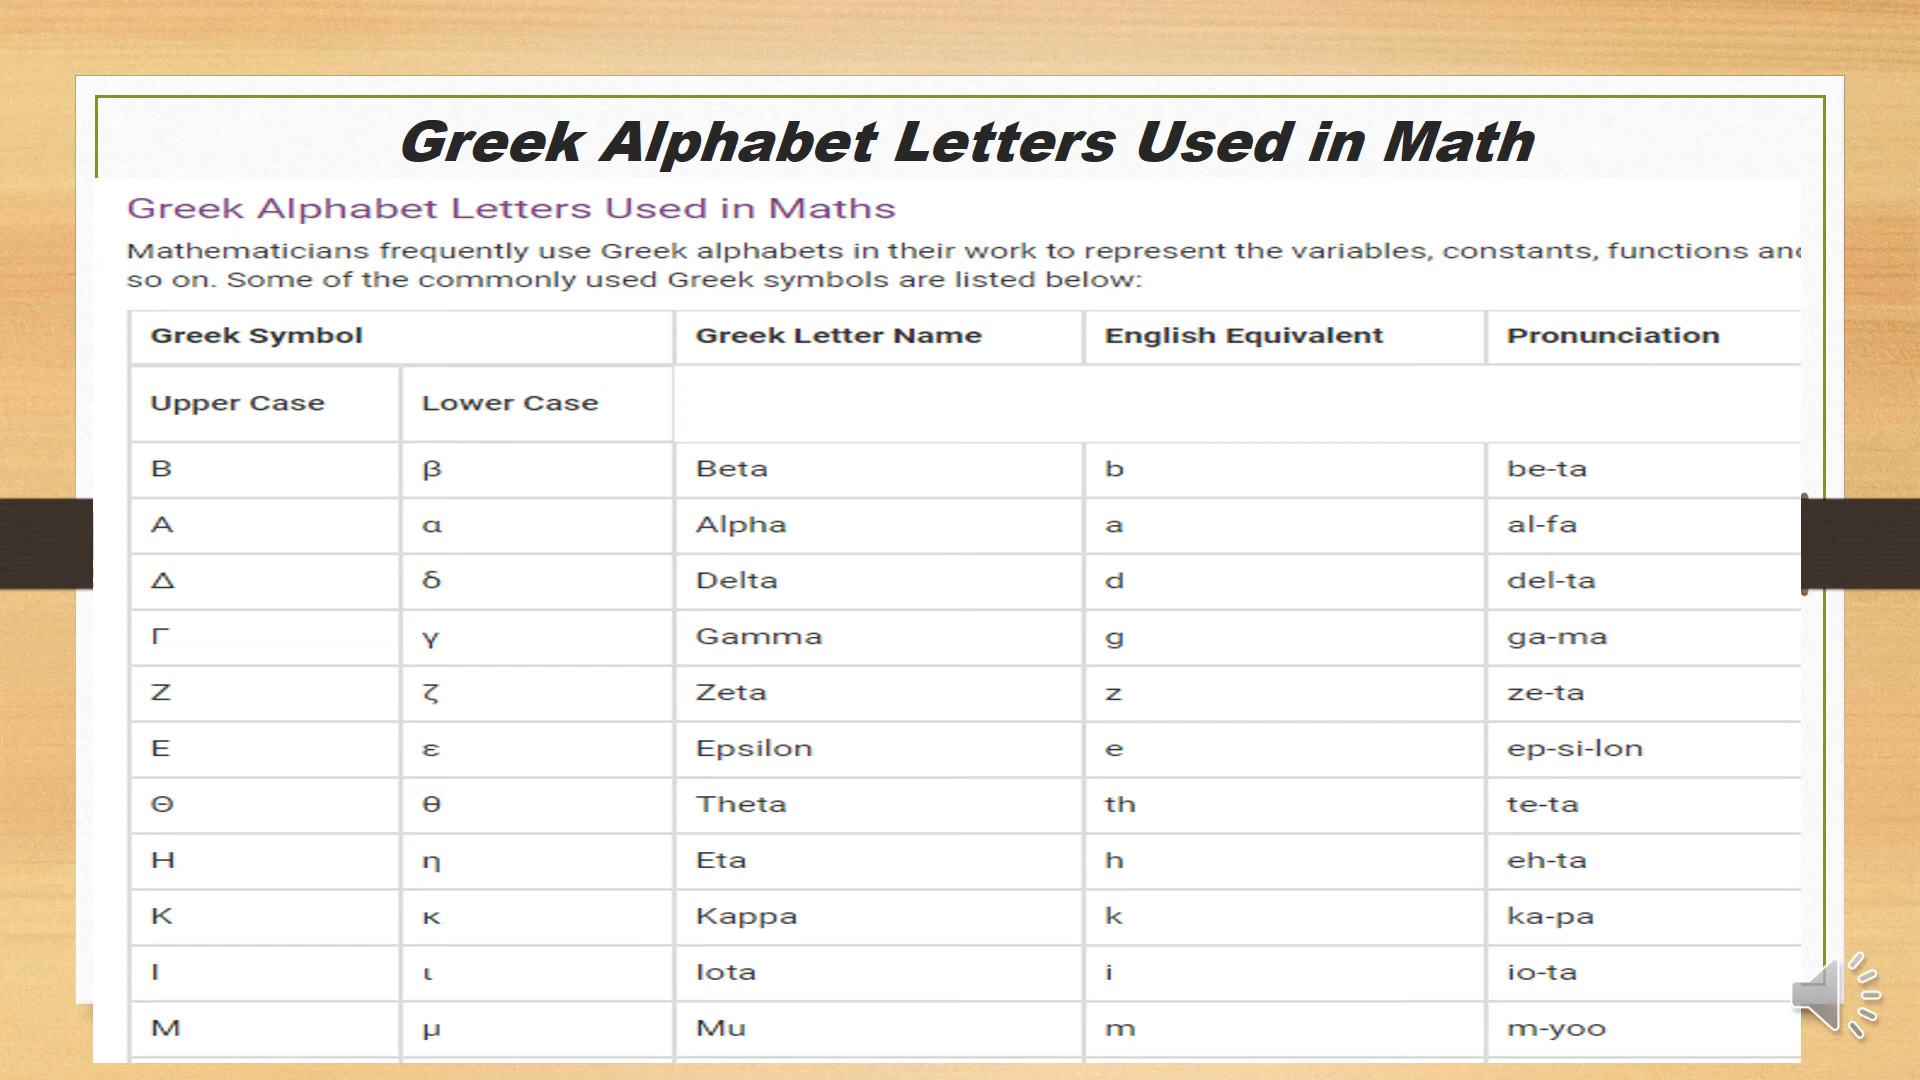 Greek Alphabet Letters Used in Math
Greek Alphabet Letters Used in Maths
Mathematicians frequently use Greek alphabets in their work to represent the variables, constants, functions and
so on. Some of the commonly used Greek symbols are listed below:
Greek Symbol Greek Letter Name English Equivalent Pronunciation
Upper Case Lower Case
Β β Beta b be-ta
Α α Alpha a al-fa
Δ δ Delta d del-ta
Γ γ Gamma g ga-ma
Ζ ζ Zeta z ze-ta
Ε ε Epsilon e ep-si-lon
Θ θ Theta th te-ta
Η η Eta h eh-ta
Κ κ Kappa k ka-pa
Ι ι Iota i io-ta
Μ μ Mu m m-yoo